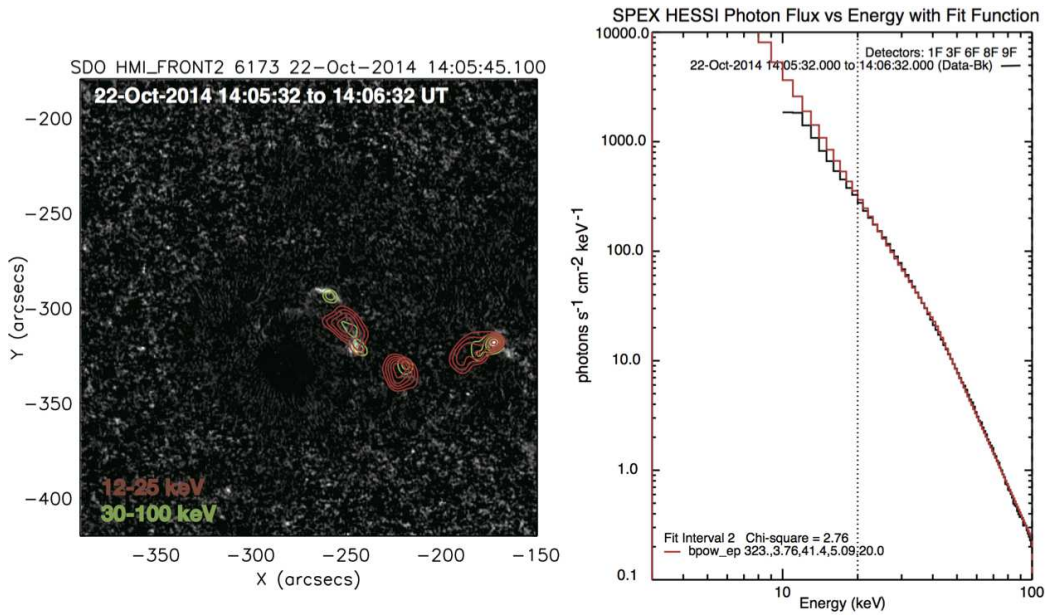 SDO HMI_FRONT2 6173 22-Oct-2014 14:05:45.100
22-Oct-2014 14:05:32 to 14:06:32 UT
-200
-250
-300
-350
-400
Y (arcsecs)
12-25 keV
30-100 keV
-350
-300
-250
-200
-150
X (arcsecs)
SPEX HESSI Photon Flux vs Energy with Fit Function
Detectors: 1F 3F 6F 8F 9F
22-Oct-2014 14:05:32.000 to 14:06:32.000 (Data-Bk)
10000.0
1000.0
100.0
10.0
1.0
0.1
photons s⁻¹ cm⁻² keV⁻¹
Fit Interval 2 Chi-square = 2.76
bpow_ep 323.,3.76,41.4,5.09,20.0
10
100
Energy (keV)